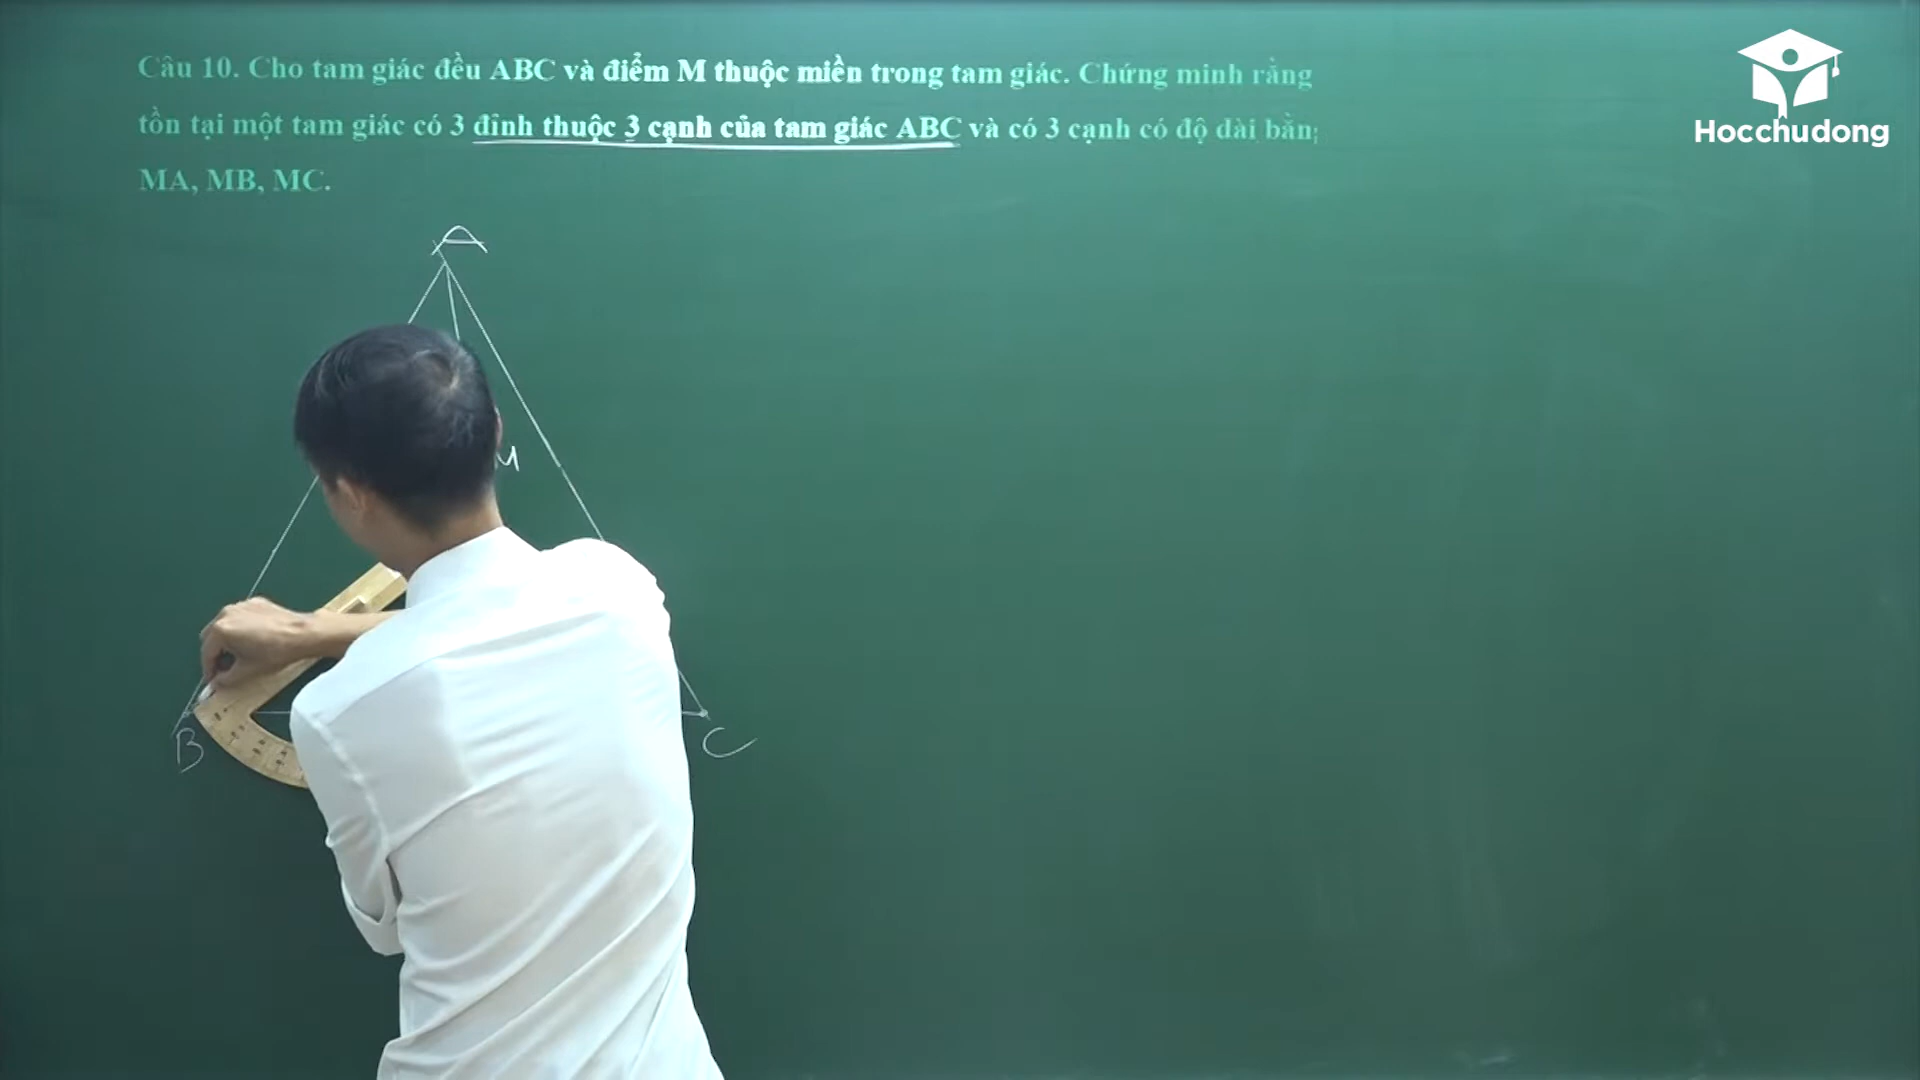 Câu 10. Cho tam giác đều ABC và điểm M thuộc miền trong tam giác. Chứng minh rằng
tồn tại một tam giác có 3 đỉnh thuộc 3 cạnh của tam giác ABC và có 3 cạnh có độ dài bằn
MA, MB, MC.
Hocchudong
A
M
B
C